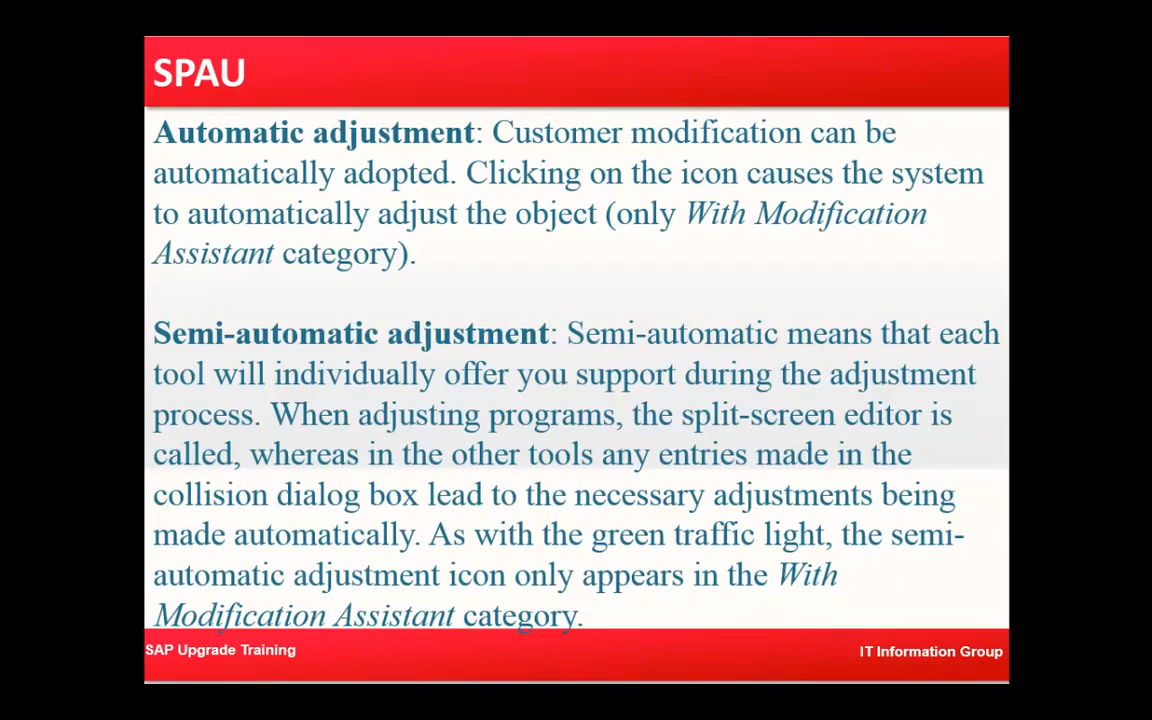 SPAU
Automatic adjustment: Customer modification can be
automatically adopted. Clicking on the icon causes the system
to automatically adjust the object (only With Modification
Assistant category).
Semi-automatic adjustment: Semi-automatic means that each
tool will individually offer you support during the adjustment
process. When adjusting programs, the split-screen editor is
called, whereas in the other tools any entries made in the
collision dialog box lead to the necessary adjustments being
made automatically. As with the green traffic light, the semi-
automatic adjustment icon only appears in the With
Modification Assistant category.
SAP Upgrade Training
IT Information Group